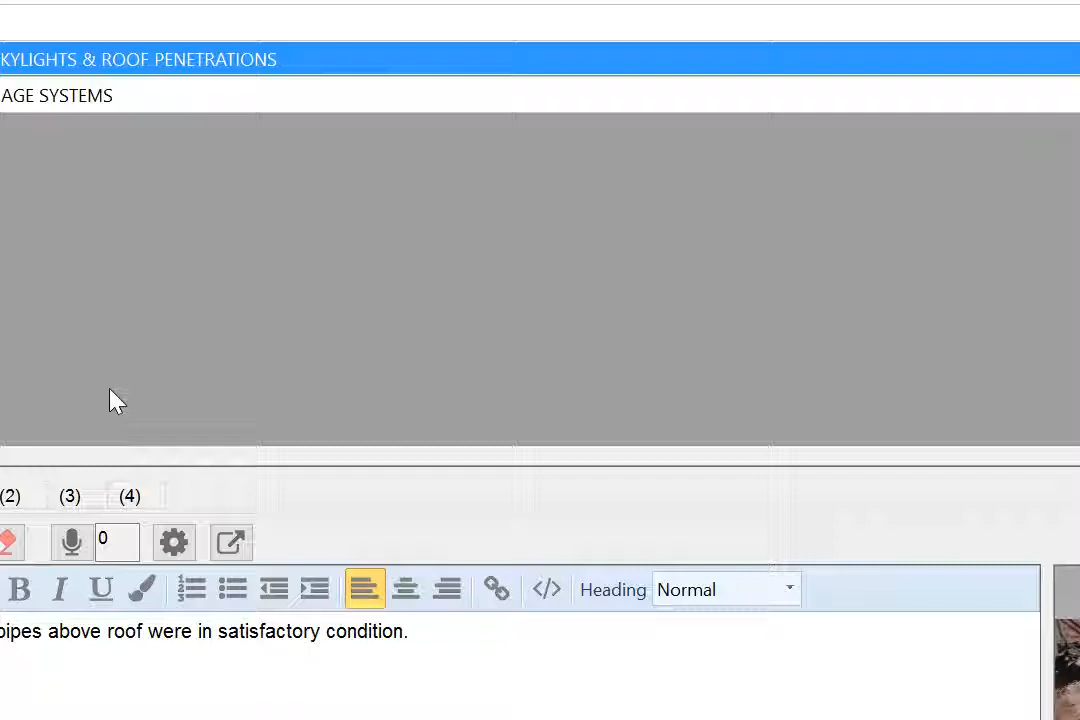 KYLIGHTS & ROOF PENETRATIONS
AGE SYSTEMS
(2) (3) (4)
0
B I U </> Heading Normal
pipes above roof were in satisfactory condition.